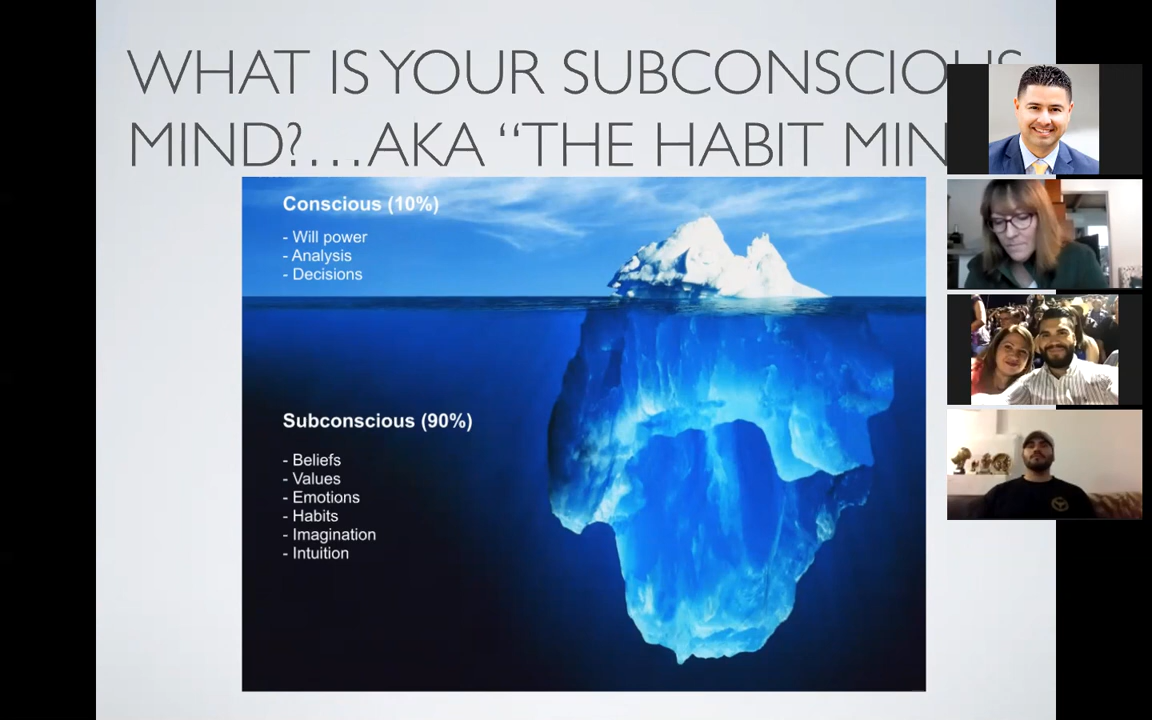 WHAT IS YOUR SUBCONSCIOUS
MIND?...AKA “THE HABIT MIN
Conscious (10%)
- Will power
- Analysis
- Decisions
Subconscious (90%)
- Beliefs
- Values
- Emotions
- Habits
- Imagination
- Intuition